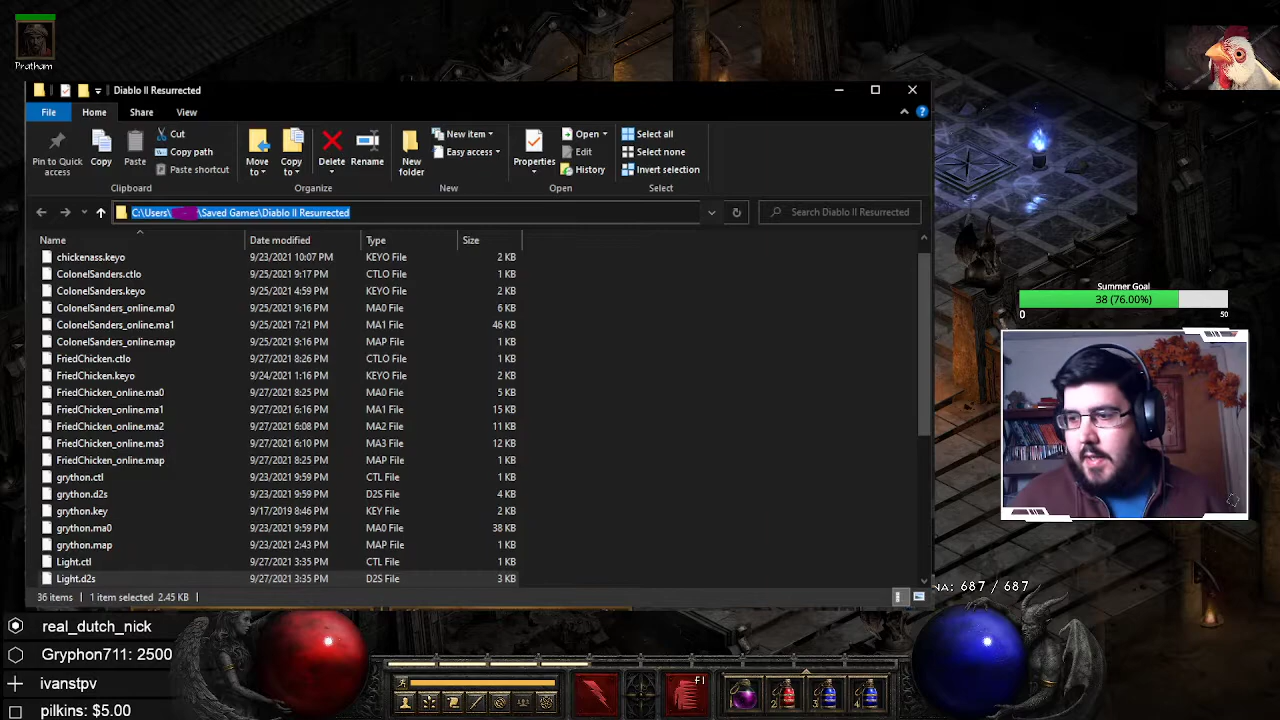 Pratham
Diablo II Resurrected
File Home Share View
Pin to Quick access
Copy
Paste
Cut
Copy path
Paste shortcut
Clipboard
Move to
Copy to
Delete
Rename
Organize
New folder
New item
Easy access
New
Properties
Open
Edit
History
Open
Select all
Select none
Invert selection
Select
C:\Users\ \Saved Games\Diablo II Resurrected
Search Diablo II Resurrected
Name Date modified Type Size
chickenass.keyo 9/23/2021 10:07 PM KEYO File 2 KB
ColonelSanders.ctlo 9/25/2021 9:17 PM CTLO File 1 KB
ColonelSanders.keyo 9/25/2021 4:59 PM KEYO File 2 KB
ColonelSanders_online.ma0 9/25/2021 9:16 PM MA0 File 6 KB
ColonelSanders_online.ma1 9/25/2021 7:21 PM MA1 File 46 KB
ColonelSanders_online.map 9/25/2021 9:16 PM MAP File 1 KB
FriedChicken.ctlo 9/27/2021 8:26 PM CTLO File 1 KB
FriedChicken.keyo 9/24/2021 1:16 PM KEYO File 2 KB
FriedChicken_online.ma0 9/27/2021 8:25 PM MA0 File 5 KB
FriedChicken_online.ma1 9/27/2021 6:16 PM MA1 File 15 KB
FriedChicken_online.ma2 9/27/2021 6:08 PM MA2 File 11 KB
FriedChicken_online.ma3 9/27/2021 6:10 PM MA3 File 12 KB
FriedChicken_online.map 9/27/2021 8:25 PM MAP File 1 KB
grython.ctl 9/23/2021 9:59 PM CTL File 1 KB
grython.d2s 9/23/2021 9:59 PM D2S File 4 KB
grython.key 9/17/2019 8:46 PM KEY File 2 KB
grython.ma0 9/23/2021 9:59 PM MA0 File 38 KB
grython.map 9/23/2021 2:43 PM MAP File 1 KB
Light.ctl 9/27/2021 3:35 PM CTL File 1 KB
Light.d2s 9/27/2021 3:35 PM D2S File 3 KB
36 items 1 item selected 2.45 KB
Summer Goal
38 (76.00%)
0 50
NA: 687 / 687
real_dutch_nick
Gryphon711: 2500
ivanstpv
pilkins: $5.00
F1
1 2 3 4